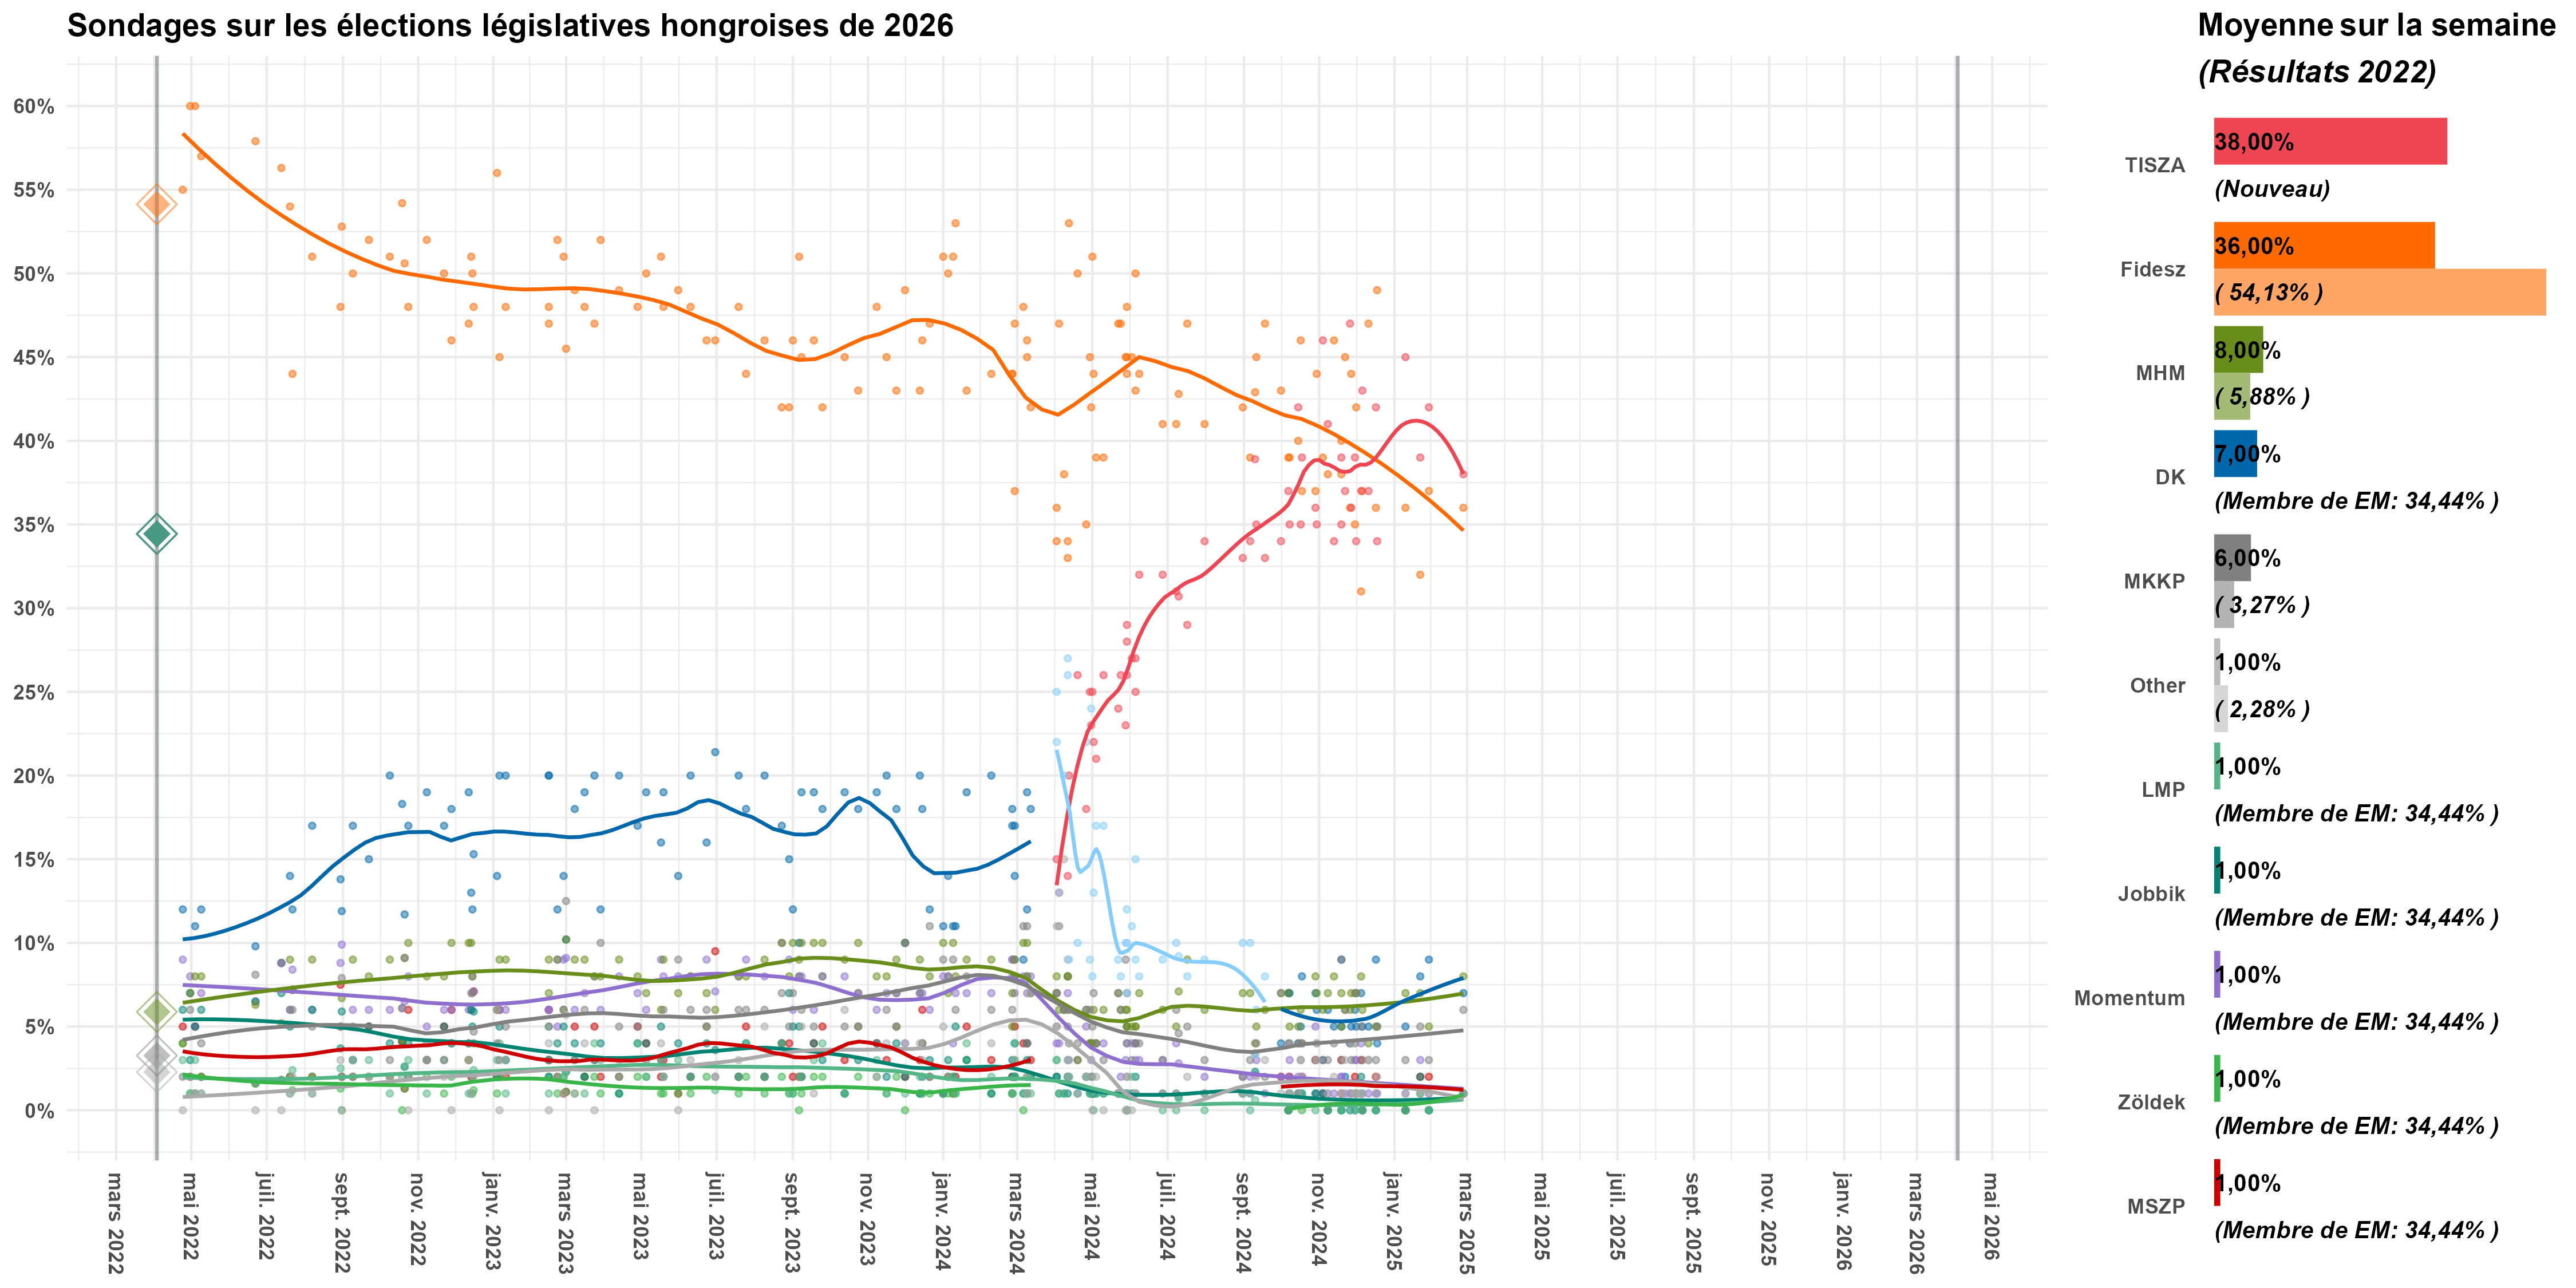 Sondages sur les élections législatives hongroises de 2026
60%
55%
50%
45%
40%
35%
30%
25%
20%
15%
10%
5%
0%
mars 2022
mai 2022
juil. 2022
sept. 2022
nov. 2022
janv. 2023
mars 2023
mai 2023
juil. 2023
sept. 2023
nov. 2023
janv. 2024
mars 2024
mai 2024
juil. 2024
sept. 2024
nov. 2024
janv. 2025
mars 2025
mai 2025
juil. 2025
sept. 2025
nov. 2025
janv. 2026
mars 2026
mai 2026
Moyenne sur la semaine
(Résultats 2022)
TISZA
38,00%
(Nouveau)
Fidesz
36,00%
( 54,13% )
MHM
8,00%
( 5,88% )
DK
7,00%
(Membre de EM: 34,44% )
MKKP
6,00%
( 3,27% )
Other
1,00%
( 2,28% )
LMP
1,00%
(Membre de EM: 34,44% )
Jobbik
1,00%
(Membre de EM: 34,44% )
Momentum
1,00%
(Membre de EM: 34,44% )
Zöldek
1,00%
(Membre de EM: 34,44% )
MSZP
1,00%
(Membre de EM: 34,44% )